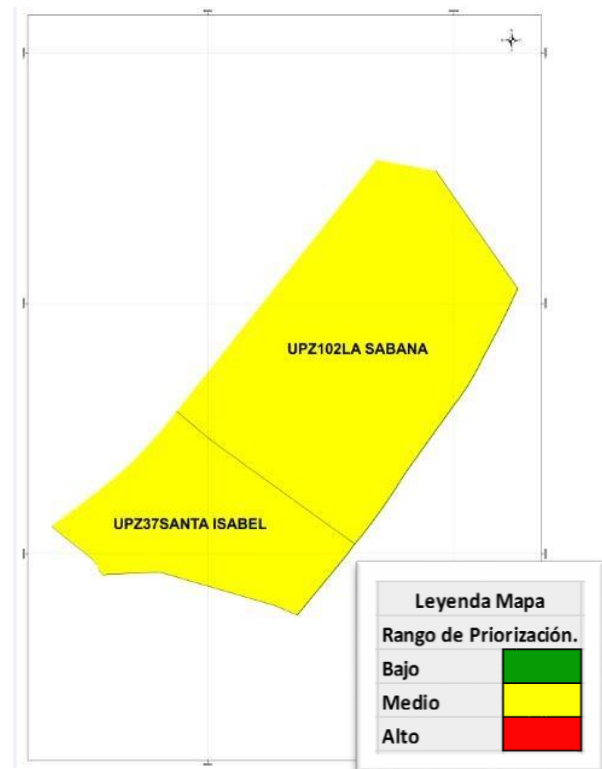 UPZ102LA SABANA
UPZ37SANTA ISABEL
Leyenda Mapa
Rango de Priorización.
Bajo
Medio
Alto